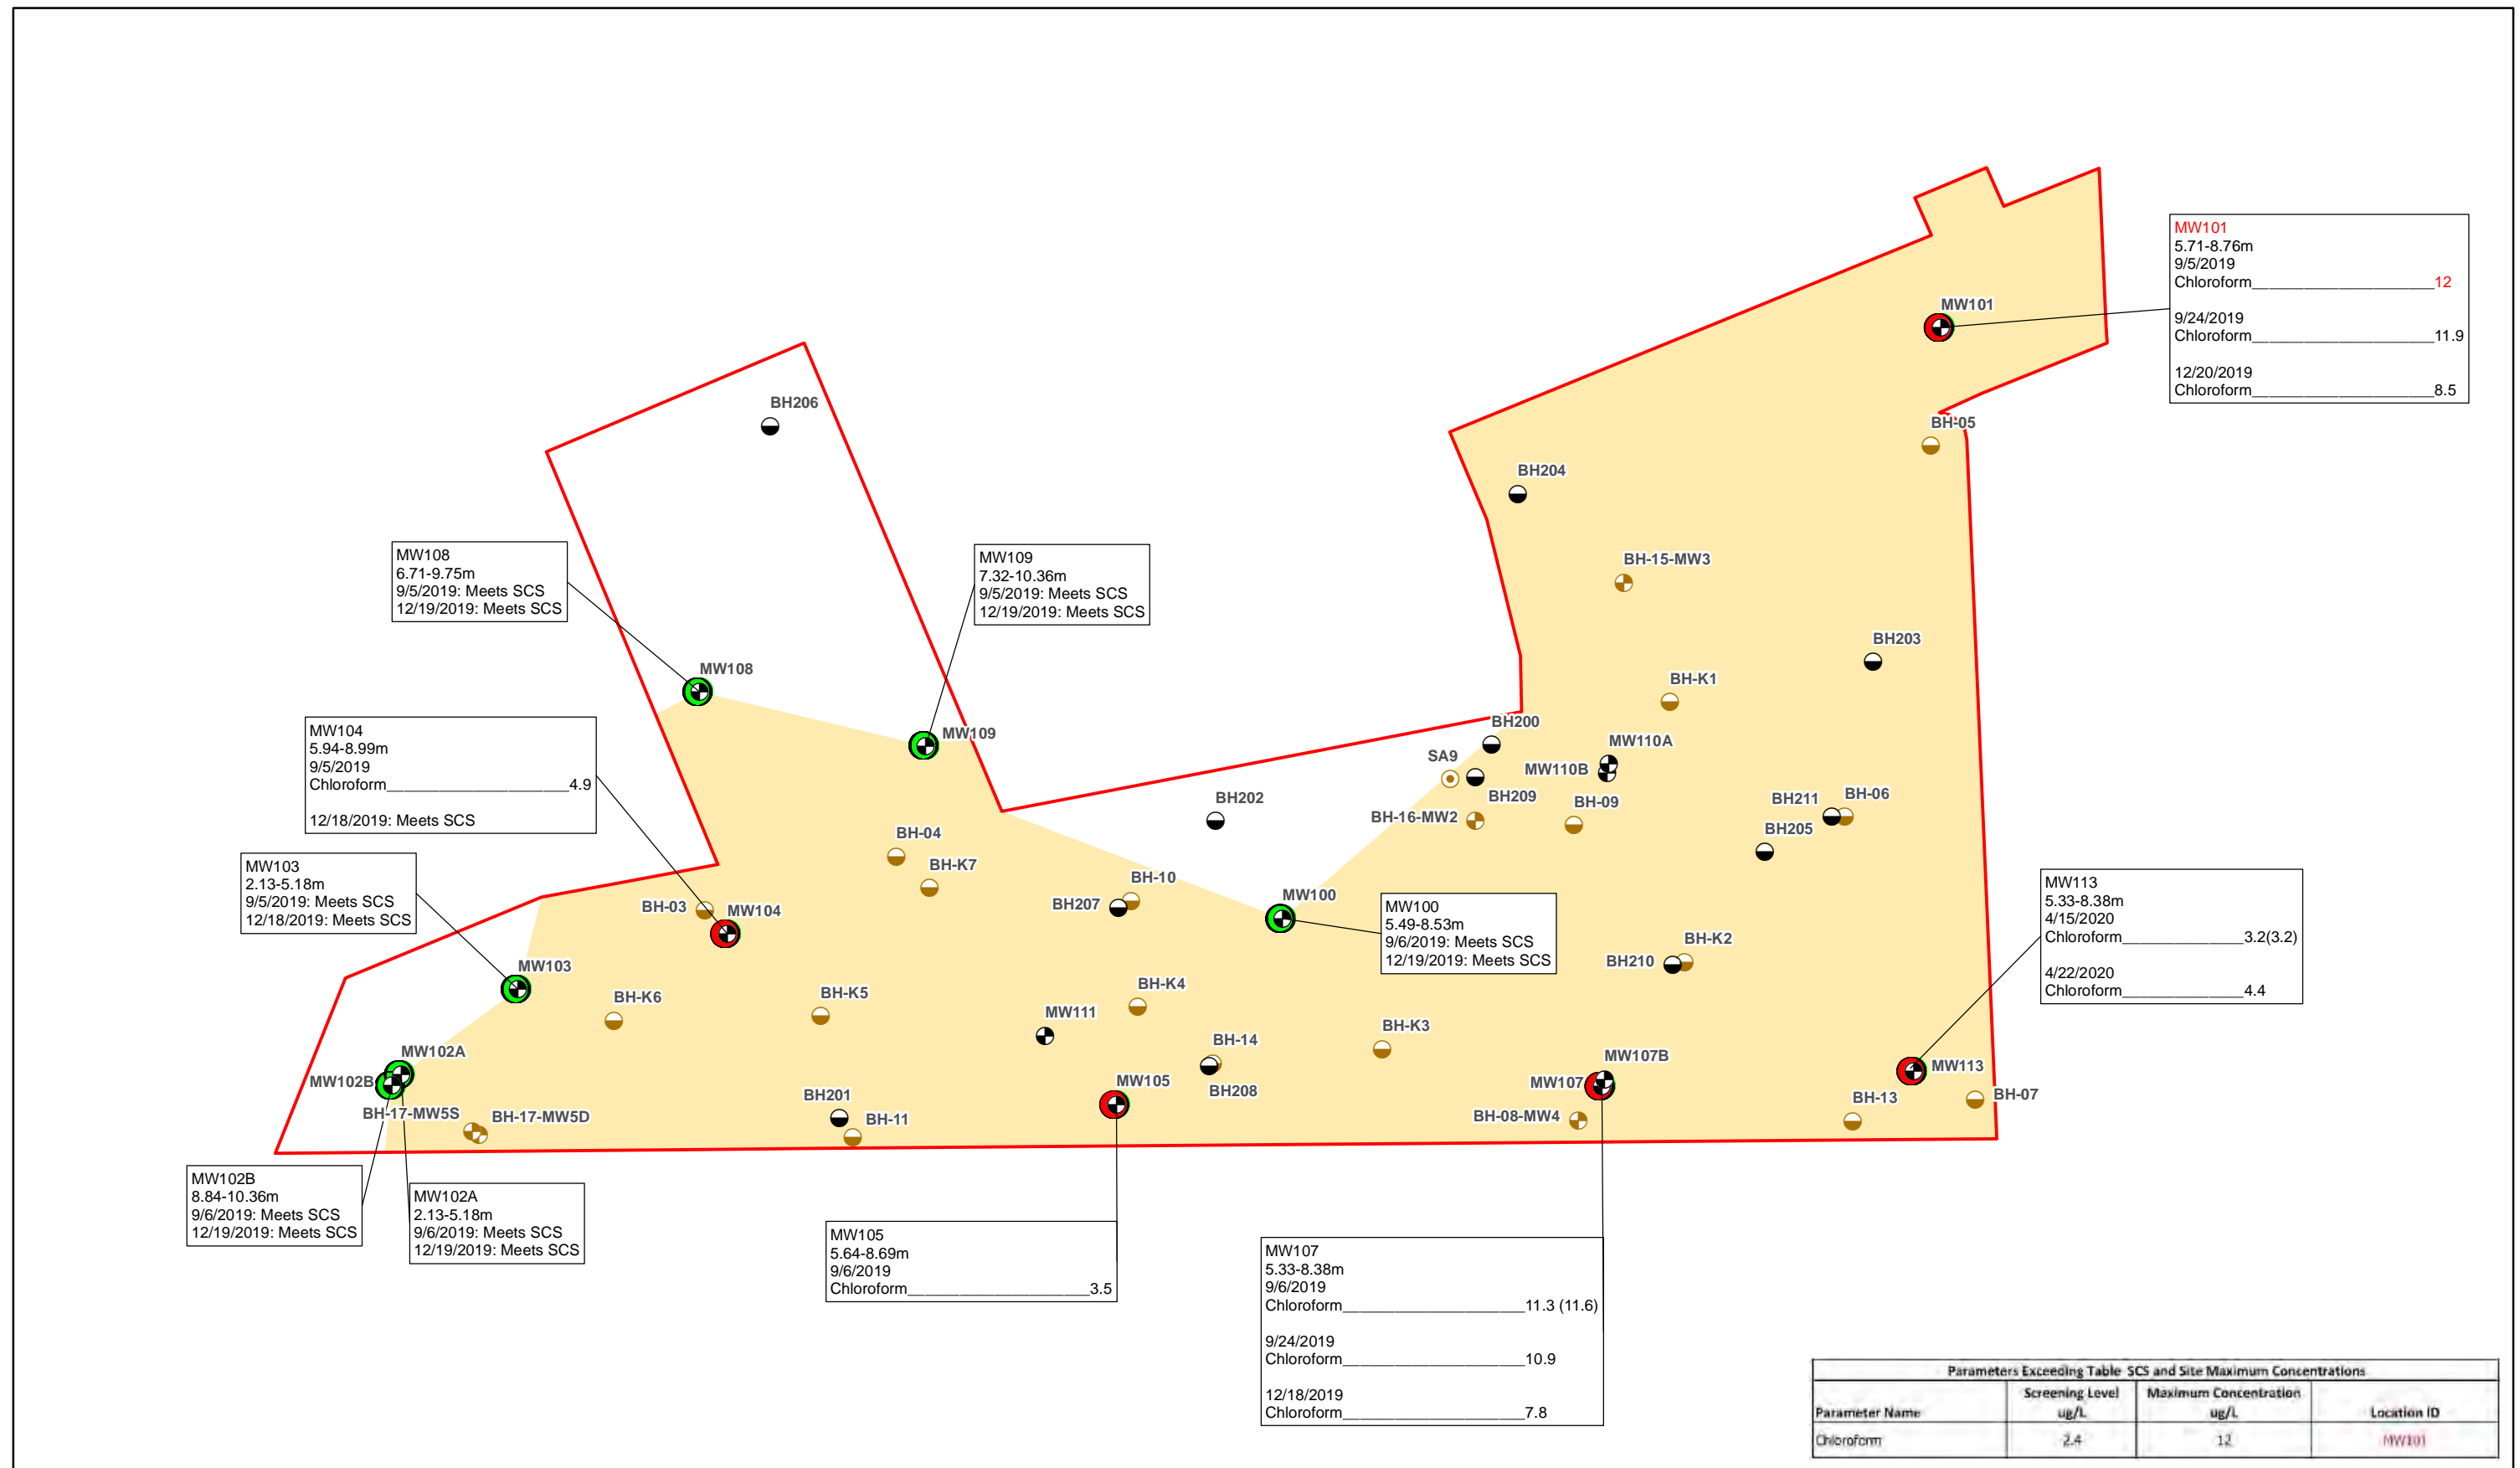 MW101
5.71-8.76m
9/5/2019
Chloroform_____________________12
9/24/2019
Chloroform_____________________11.9
12/20/2019
Chloroform_____________________8.5
MW101
BH206
BH-05
BH204
MW108
6.71-9.75m
9/5/2019: Meets SCS
12/19/2019: Meets SCS
MW109
7.32-10.36m
9/5/2019: Meets SCS
12/19/2019: Meets SCS
BH-15-MW3
BH203
MW108
BH-K1
MW109
BH200
MW104
5.94-8.99m
9/5/2019
Chloroform_____________________4.9
12/18/2019: Meets SCS
MW110A
SA9
MW110B
BH209
BH202
BH-16-MW2
BH-09
BH211
BH-06
BH205
BH-04
BH-K7
MW103
2.13-5.18m
9/5/2019: Meets SCS
12/18/2019: Meets SCS
BH-10
BH207
MW100
BH-03
MW104
MW100
5.49-8.53m
9/6/2019: Meets SCS
12/19/2019: Meets SCS
MW113
5.33-8.38m
4/15/2020
Chloroform______________3.2(3.2)
4/22/2020
Chloroform______________4.4
BH-K2
BH210
MW103
BH-K6
BH-K5
BH-K4
MW111
BH-K3
BH-14
BH208
MW102A
MW102B
MW107B
MW107
MW113
MW105
BH-17-MW5S
BH-17-MW5D
BH201
BH-11
BH-08-MW4
BH-13
BH-07
MW102B
8.84-10.36m
9/6/2019: Meets SCS
12/19/2019: Meets SCS
MW102A
2.13-5.18m
9/6/2019: Meets SCS
12/19/2019: Meets SCS
MW105
5.64-8.69m
9/6/2019
Chloroform_____________________3.5
MW107
5.33-8.38m
9/6/2019
Chloroform_____________________11.3 (11.6)
9/24/2019
Chloroform_____________________10.9
12/18/2019
Chloroform_____________________7.8
Parameters Exceeding Table SCS and Site Maximum Concentrations
Screening Level Maximum Concentration
Parameter Name ug/L ug/L Location ID
Chloroform 2.4 12 MW101